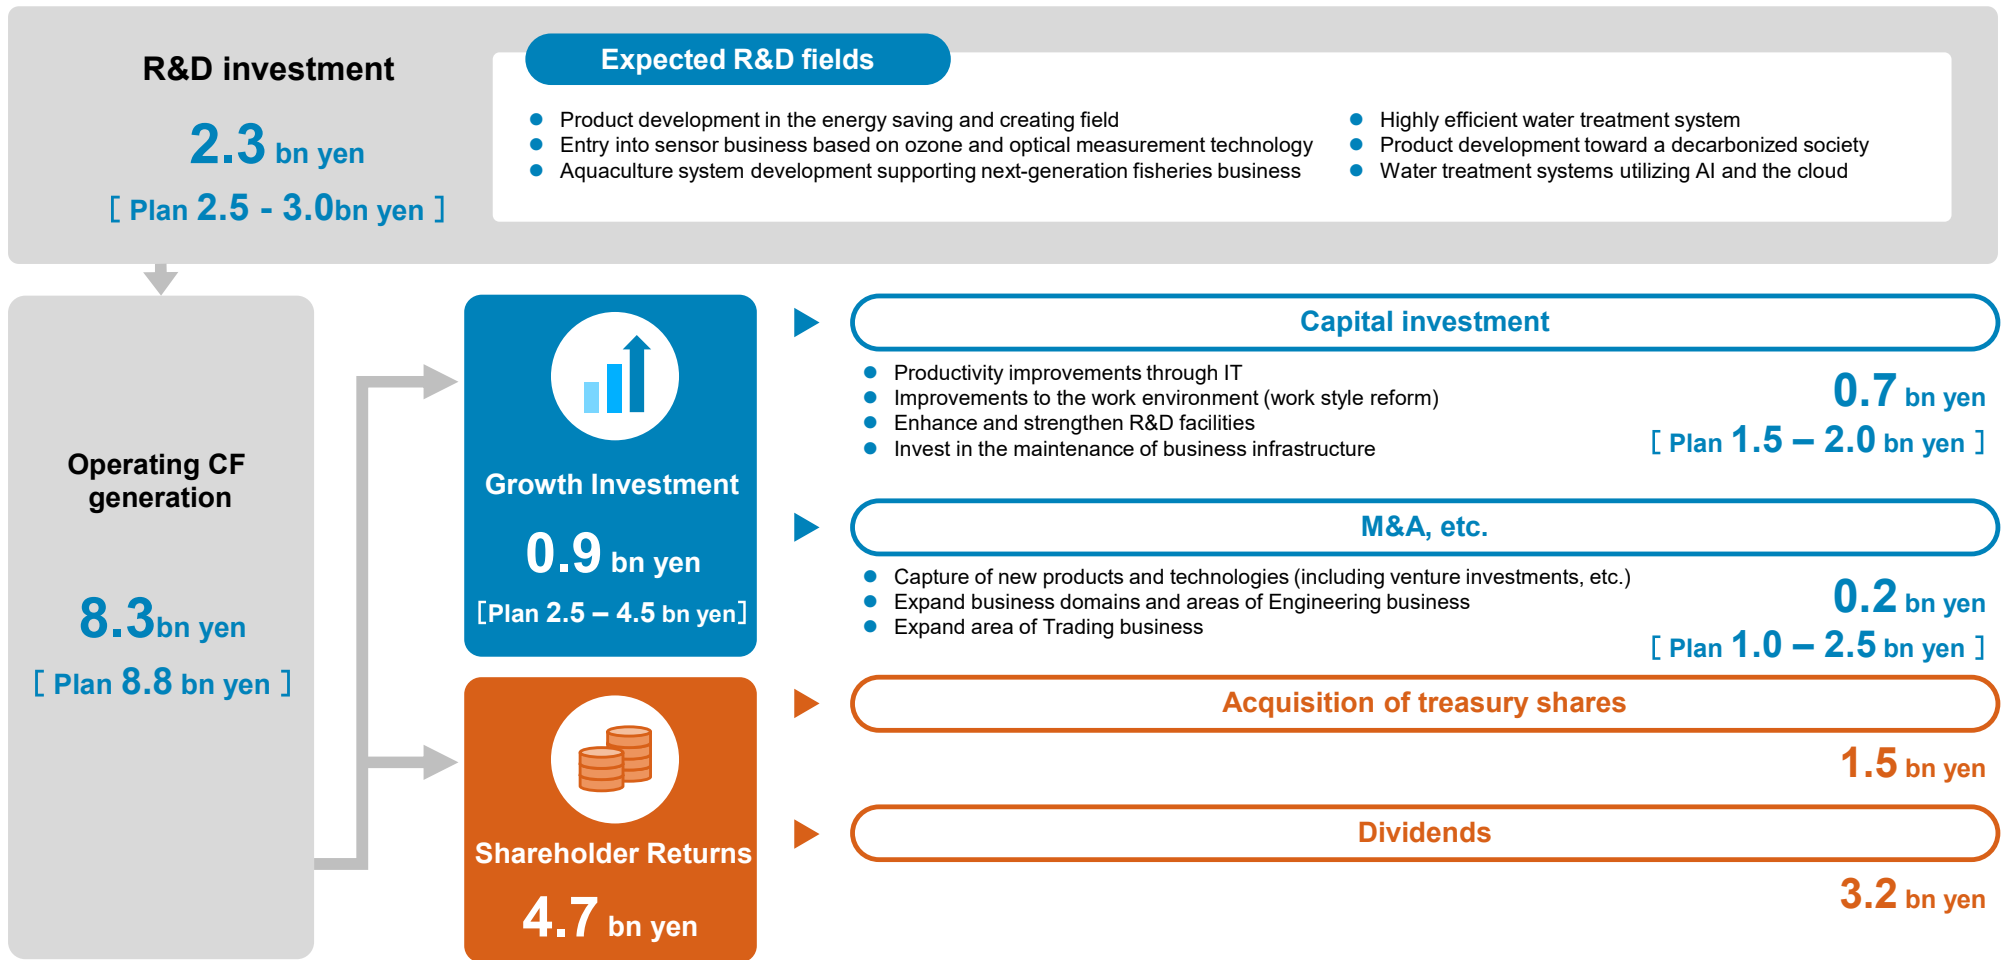 R&D investment
2.3 bn yen
[ Plan 2.5 - 3.0bn yen ]
Expected R&D fields
● Product development in the energy saving and creating field
● Entry into sensor business based on ozone and optical measurement technology
● Aquaculture system development supporting next-generation fisheries business
● Highly efficient water treatment system
● Product development toward a decarbonized society
● Water treatment systems utilizing AI and the cloud
Operating CF
generation
8.3bn yen
[ Plan 8.8 bn yen ]
Growth Investment
0.9 bn yen
[Plan 2.5 – 4.5 bn yen]
Capital investment
● Productivity improvements through IT
● Improvements to the work environment (work style reform)
● Enhance and strengthen R&D facilities
● Invest in the maintenance of business infrastructure
0.7 bn yen
[ Plan 1.5 – 2.0 bn yen ]
M&A, etc.
● Capture of new products and technologies (including venture investments, etc.)
● Expand business domains and areas of Engineering business
● Expand area of Trading business
0.2 bn yen
[ Plan 1.0 – 2.5 bn yen ]
Shareholder Returns
4.7 bn yen
Acquisition of treasury shares
1.5 bn yen
Dividends
3.2 bn yen